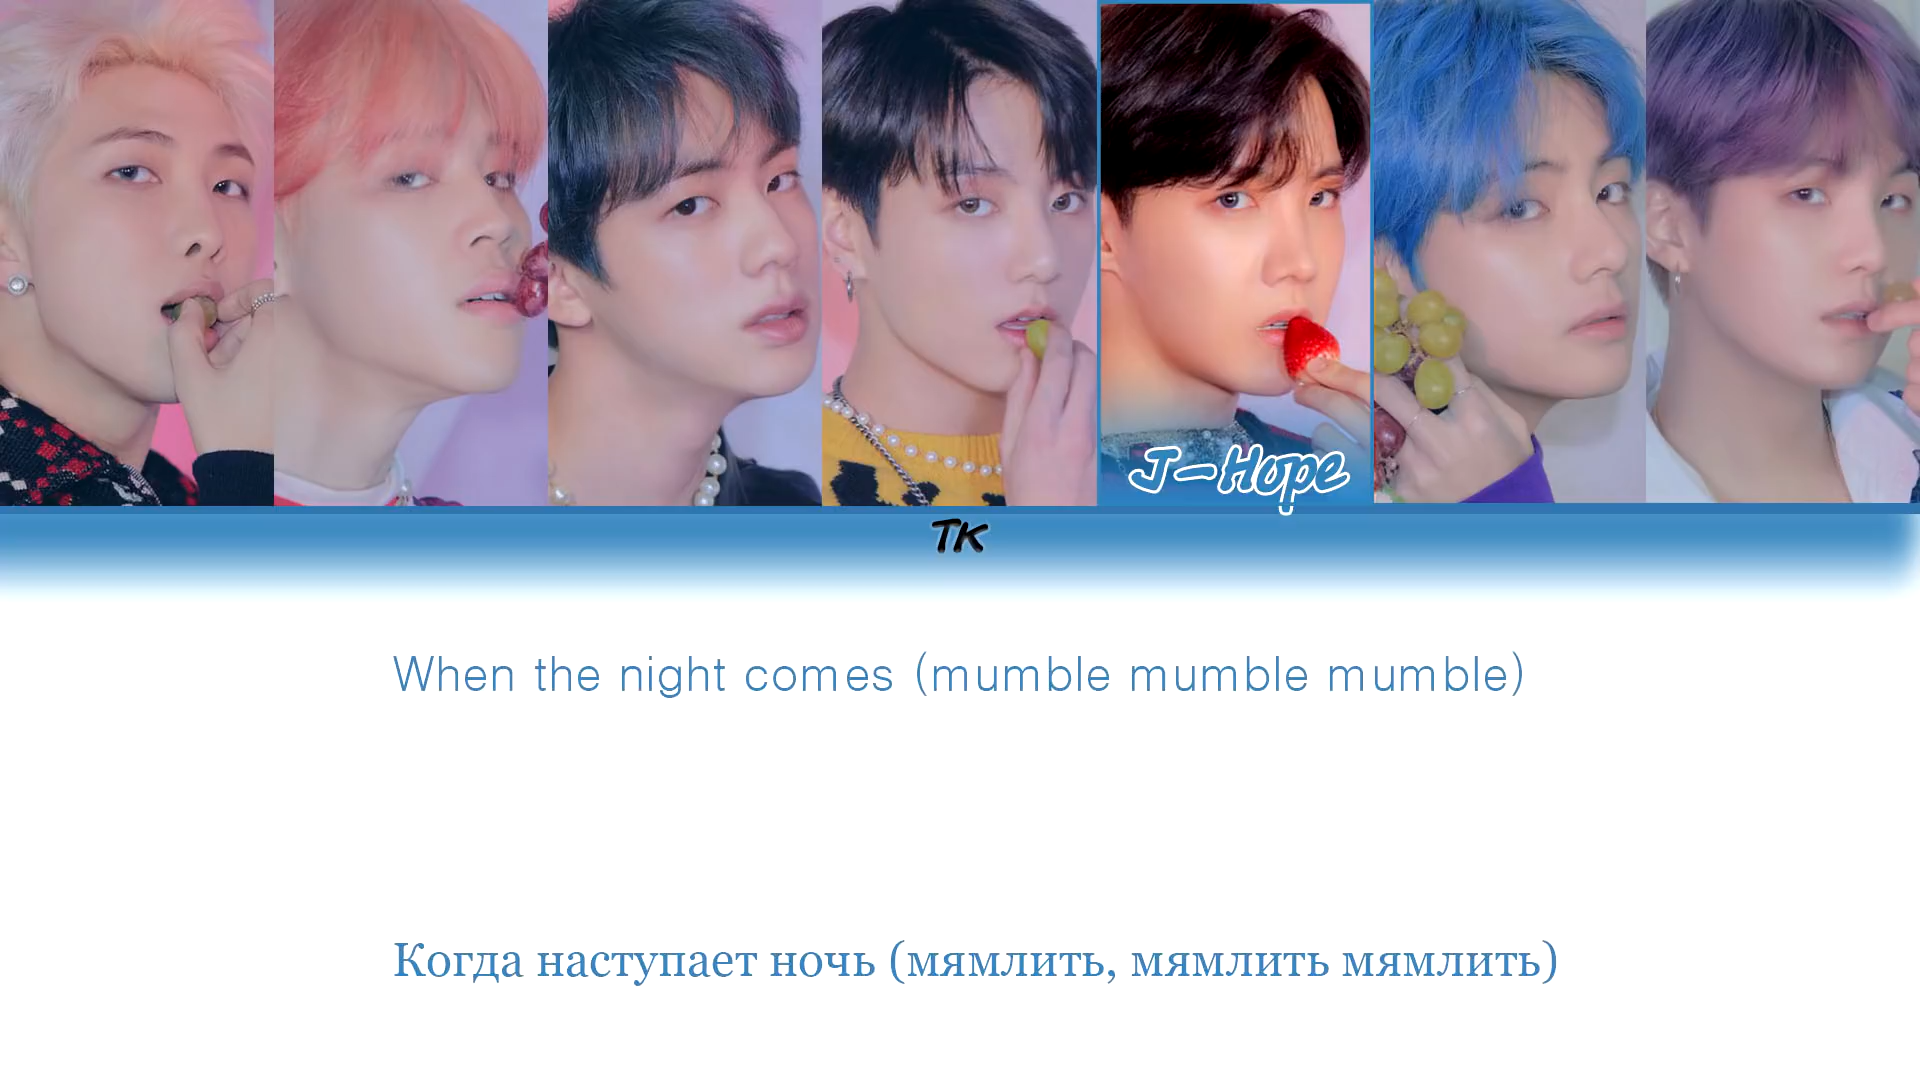 J-Hope
TK
When the night comes (mumble mumble mumble)
Когда наступает ночь (мямлить, мямлить мямлить)